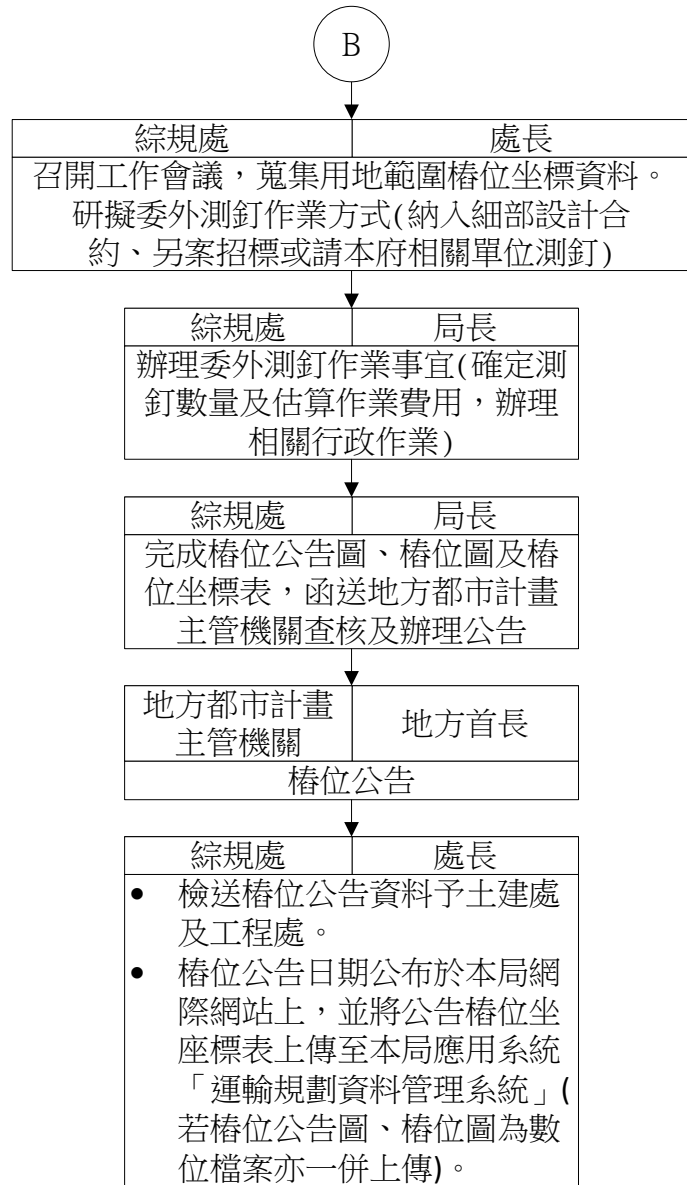 B
綜規處 處長
召開工作會議，蒐集用地範圍樁位坐標資料。
研擬委外測釘作業方式(納入細部設計合
約、另案招標或請本府相關單位測釘)
綜規處 局長
辦理委外測釘作業事宜(確定測
釘數量及估算作業費用，辦理
相關行政作業)
綜規處 局長
完成樁位公告圖、樁位圖及樁
位坐標表，函送地方都市計畫
主管機關查核及辦理公告
地方都市計畫
主管機關
地方首長
樁位公告
綜規處 處長
• 檢送樁位公告資料予土建處
及工程處。
• 樁位公告日期公布於本局網
際網站上，並將公告樁位坐
座標表上傳至本局應用系統
「運輸規劃資料管理系統」(
若樁位公告圖、樁位圖為數
位檔案亦一併上傳)。